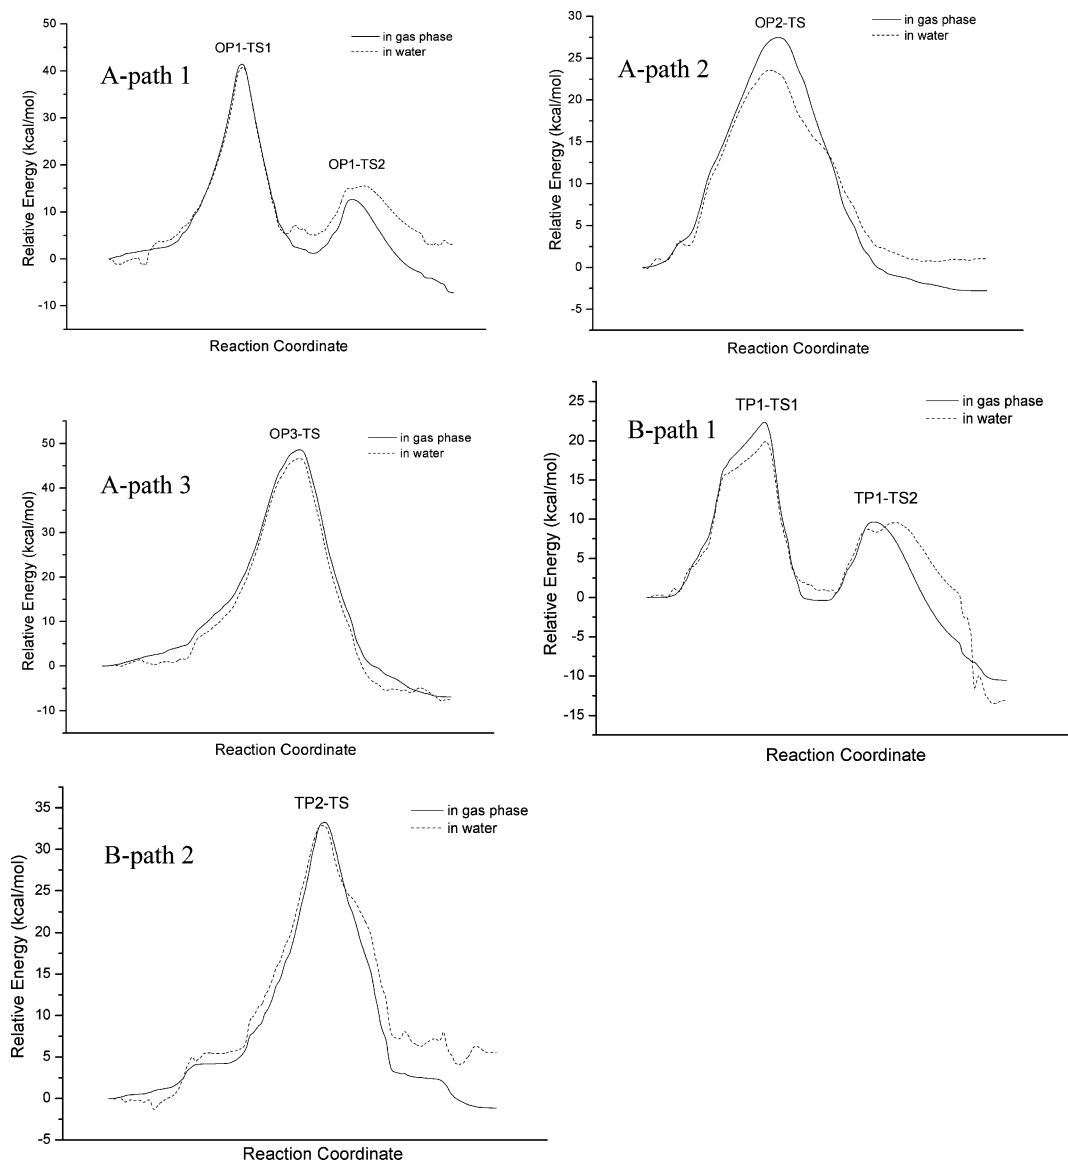 A-path 1
OP1-TS1
OP1-TS2
in gas phase
in water
50
40
30
20
10
0
-10
Relative Energy (kcal/mol)
Reaction Coordinate
A-path 2
OP2-TS
in gas phase
in water
30
25
20
15
10
5
0
-5
Relative Energy (kcal/mol)
Reaction Coordinate
A-path 3
OP3-TS
in gas phase
in water
50
40
30
20
10
0
-10
Relative Energy (kcal/mol)
Reaction Coordinate
B-path 1
TP1-TS1
TP1-TS2
in gas phase
in water
25
20
15
10
5
0
-5
-10
-15
Relative Energy (kcal/mol)
Reaction Coordinate
B-path 2
TP2-TS
in gas phase
in water
35
30
25
20
15
10
5
0
-5
Relative Energy (kcal/mol)
Reaction Coordinate